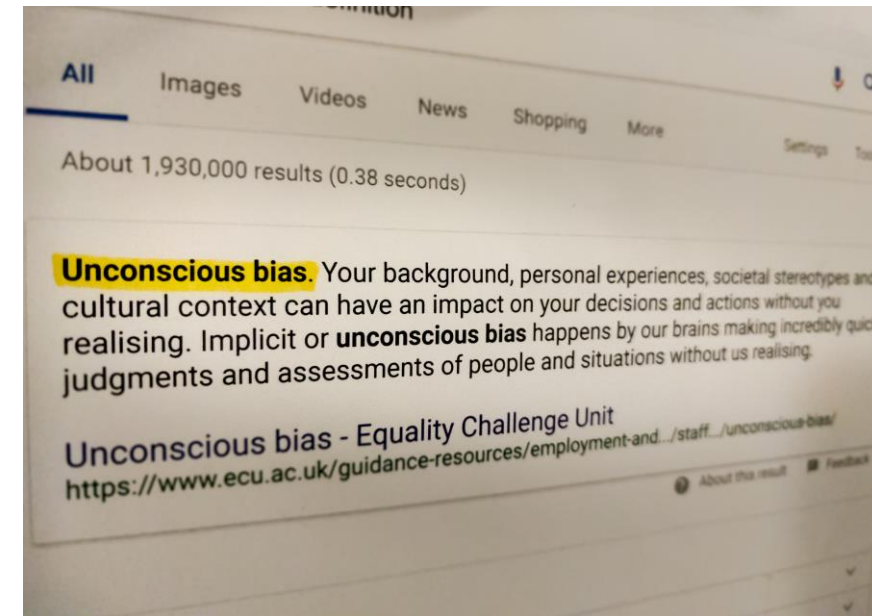 All Images Videos News Shopping More Settings
About 1,930,000 results (0.38 seconds)
Unconscious bias. Your background, personal experiences, societal stereotypes and
cultural context can have an impact on your decisions and actions without you
realising. Implicit or unconscious bias happens by our brains making incredibly quick
judgments and assessments of people and situations without us realising.
Unconscious bias - Equality Challenge Unit
https://www.ecu.ac.uk/guidance-resources/employment-and.../staff.../unconscious-bias/
About this result Feedback